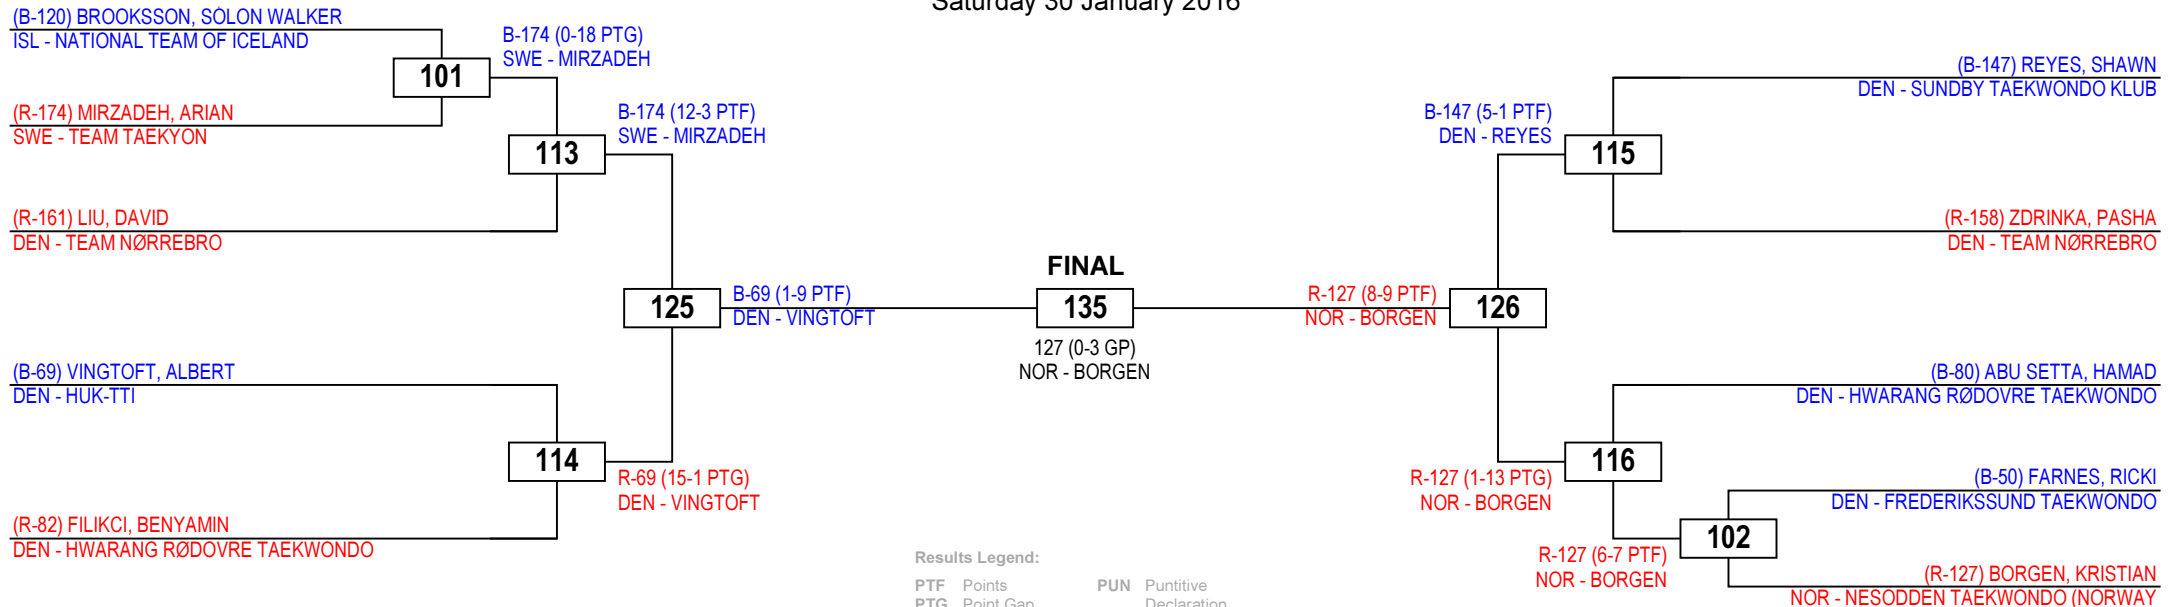 Saturday 30 January 2016
(B-120) BROOKSSON, SÓLON WALKER
ISL - NATIONAL TEAM OF ICELAND
B-174 (0-18 PTG)
SWE - MIRZADEH
101
(R-174) MIRZADEH, ARIAN
SWE - TEAM TAEKYON
B-174 (12-3 PTF)
SWE - MIRZADEH
113
(R-161) LIU, DAVID
DEN - TEAM NØRREBRO
125
B-69 (1-9 PTF)
DEN - VINGTOFT
(B-69) VINGTOFT, ALBERT
DEN - HUK-TTI
114
R-69 (15-1 PTG)
DEN - VINGTOFT
(R-82) FILIKCI, BENYAMIN
DEN - HWARANG RØDOVRE TAEKWONDO
FINAL
135
127 (0-3 GP)
NOR - BORGEN
(B-147) REYES, SHAWN
DEN - SUNDBY TAEKWONDO KLUB
B-147 (5-1 PTF)
DEN - REYES
115
(R-158) ZDRINKA, PASHA
DEN - TEAM NØRREBRO
R-127 (8-9 PTF)
NOR - BORGEN
126
(B-80) ABU SETTA, HAMAD
DEN - HWARANG RØDOVRE TAEKWONDO
R-127 (1-13 PTG)
NOR - BORGEN
116
(B-50) FARNES, RICKI
DEN - FREDERIKSSUND TAEKWONDO
102
R-127 (6-7 PTF)
NOR - BORGEN
(R-127) BORGEN, KRISTIAN
NOR - NESODDEN TAEKWONDO (NORWAY
Results Legend:
PTF Points PUN Puntitive
PTG Point Gap Declaration